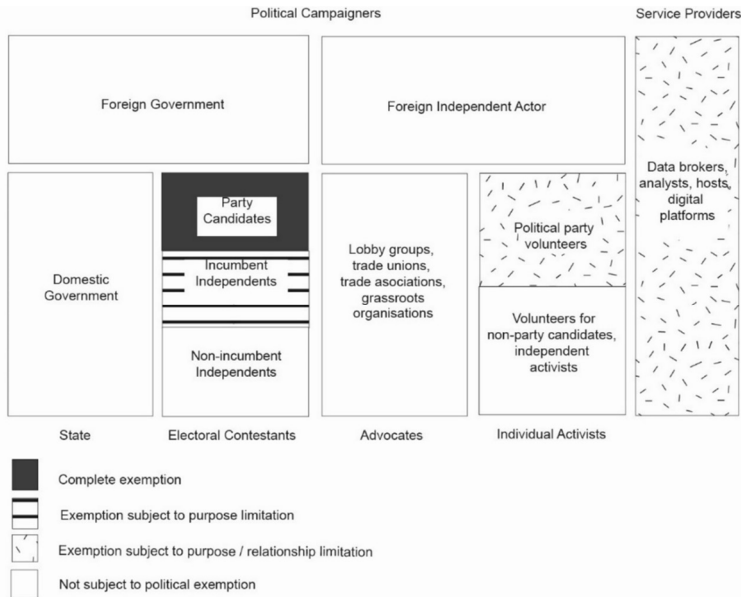 Political Campaigners
Service Providers
Foreign Government
Foreign Independent Actor
Domestic
Government
Party
Candidates
Incumbent
Independents
Non-incumbent
Independents
Lobby groups,
trade unions,
trade asociations,
grassroots
organisations
Political party
volunteers
Volunteers for
non-party candidates,
independent
activists
Data brokers,
analysts, hosts,
digital
platforms
State
Electoral Contestants
Advocates
Individual Activists
Complete exemption
Exemption subject to purpose limitation
Exemption subject to purpose / relationship limitation
Not subject to political exemption